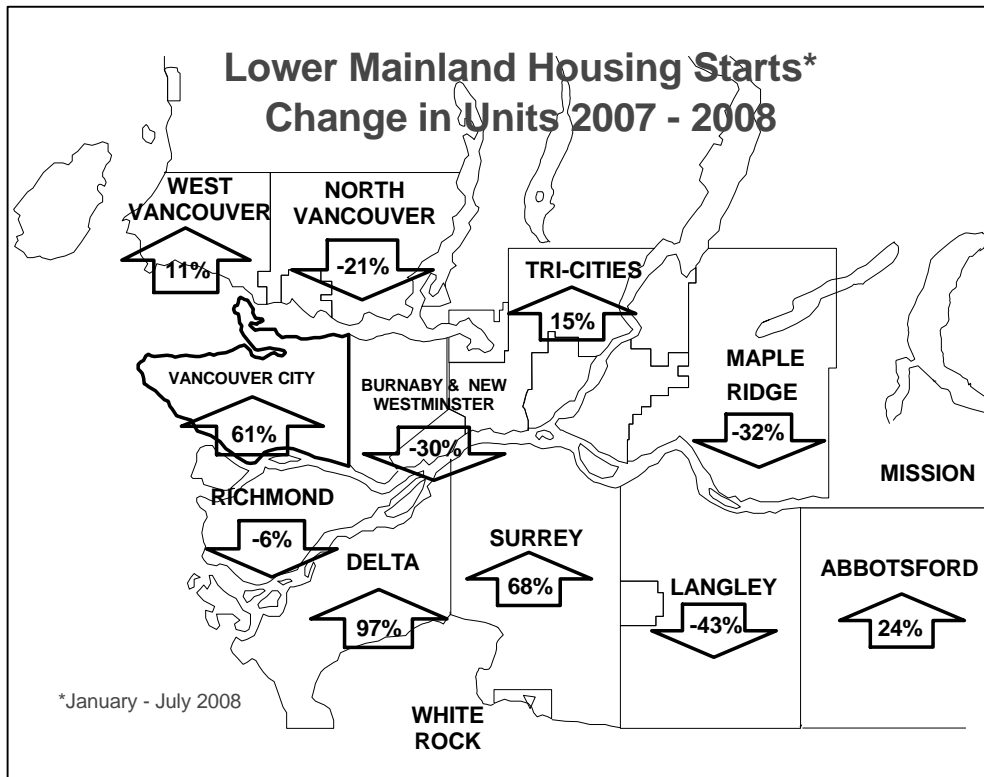 Lower Mainland Housing Starts*
Change in Units 2007 - 2008
WEST
VANCOUVER
11%
NORTH
VANCOUVER
-21%
TRI-CITIES
15%
VANCOUVER CITY
61%
BURNABY & NEW
WESTMINSTER
-30%
MAPLE
RIDGE
-32%
MISSION
RICHMOND
-6%
DELTA
97%
SURREY
68%
LANGLEY
-43%
ABBOTSFORD
24%
*January - July 2008
WHITE
ROCK